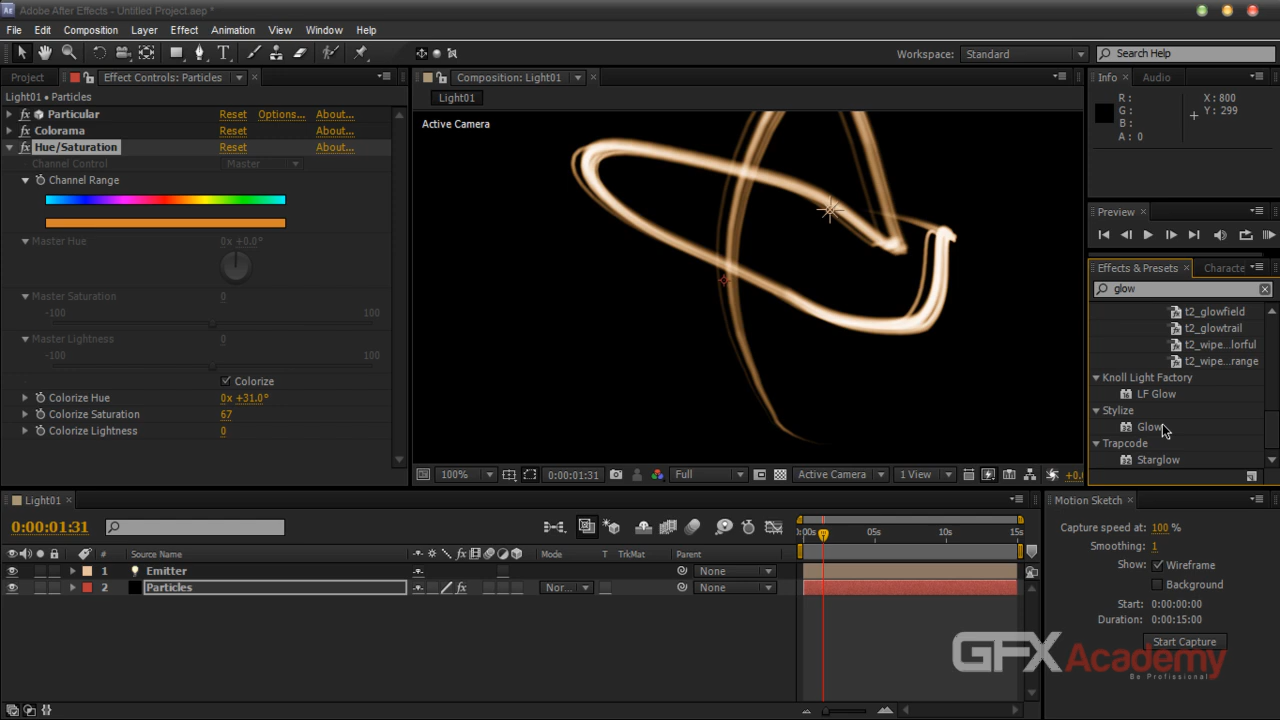 Adobe After Effects - Untitled Project.aep *
File Edit Composition Layer Effect Animation View Window Help
Workspace: Standard Search Help
Project Effect Controls: Particles
Composition: Light01
Info Audio
Light01 • Particles
Light01
Particular Reset Options... About...
Colorama Reset About...
Hue/Saturation Reset About...
Channel Control Master
Channel Range
Master Hue 0x +0.0°
Master Saturation 0
-100 100
Master Lightness 0
-100 100
Colorize
Colorize Hue 0x +31.0°
Colorize Saturation 67
Colorize Lightness 0
Active Camera
100% 0:00:01:31 Full Active Camera 1 View +0.0
R: X: 800
G: Y: 299
B:
A: 0
Preview
Effects & Presets Characte
glow
t2_glowfield
t2_glowtrail
t2_wipe...lorful
t2_wipe...range
Knoll Light Factory
LF Glow
Stylize
Glow
Trapcode
Starglow
Light01
0:00:01:31
:00s 05s 10s 15s
# Source Name Mode T TrkMat Parent
1 Emitter None
2 Particles Nor... None
Motion Sketch
Capture speed at: 100 %
Smoothing: 1
Show: Wireframe
Background
Start: 0:00:00:00
Duration: 0:00:15:00
Start Capture
GFXAcademy
Be Profissional